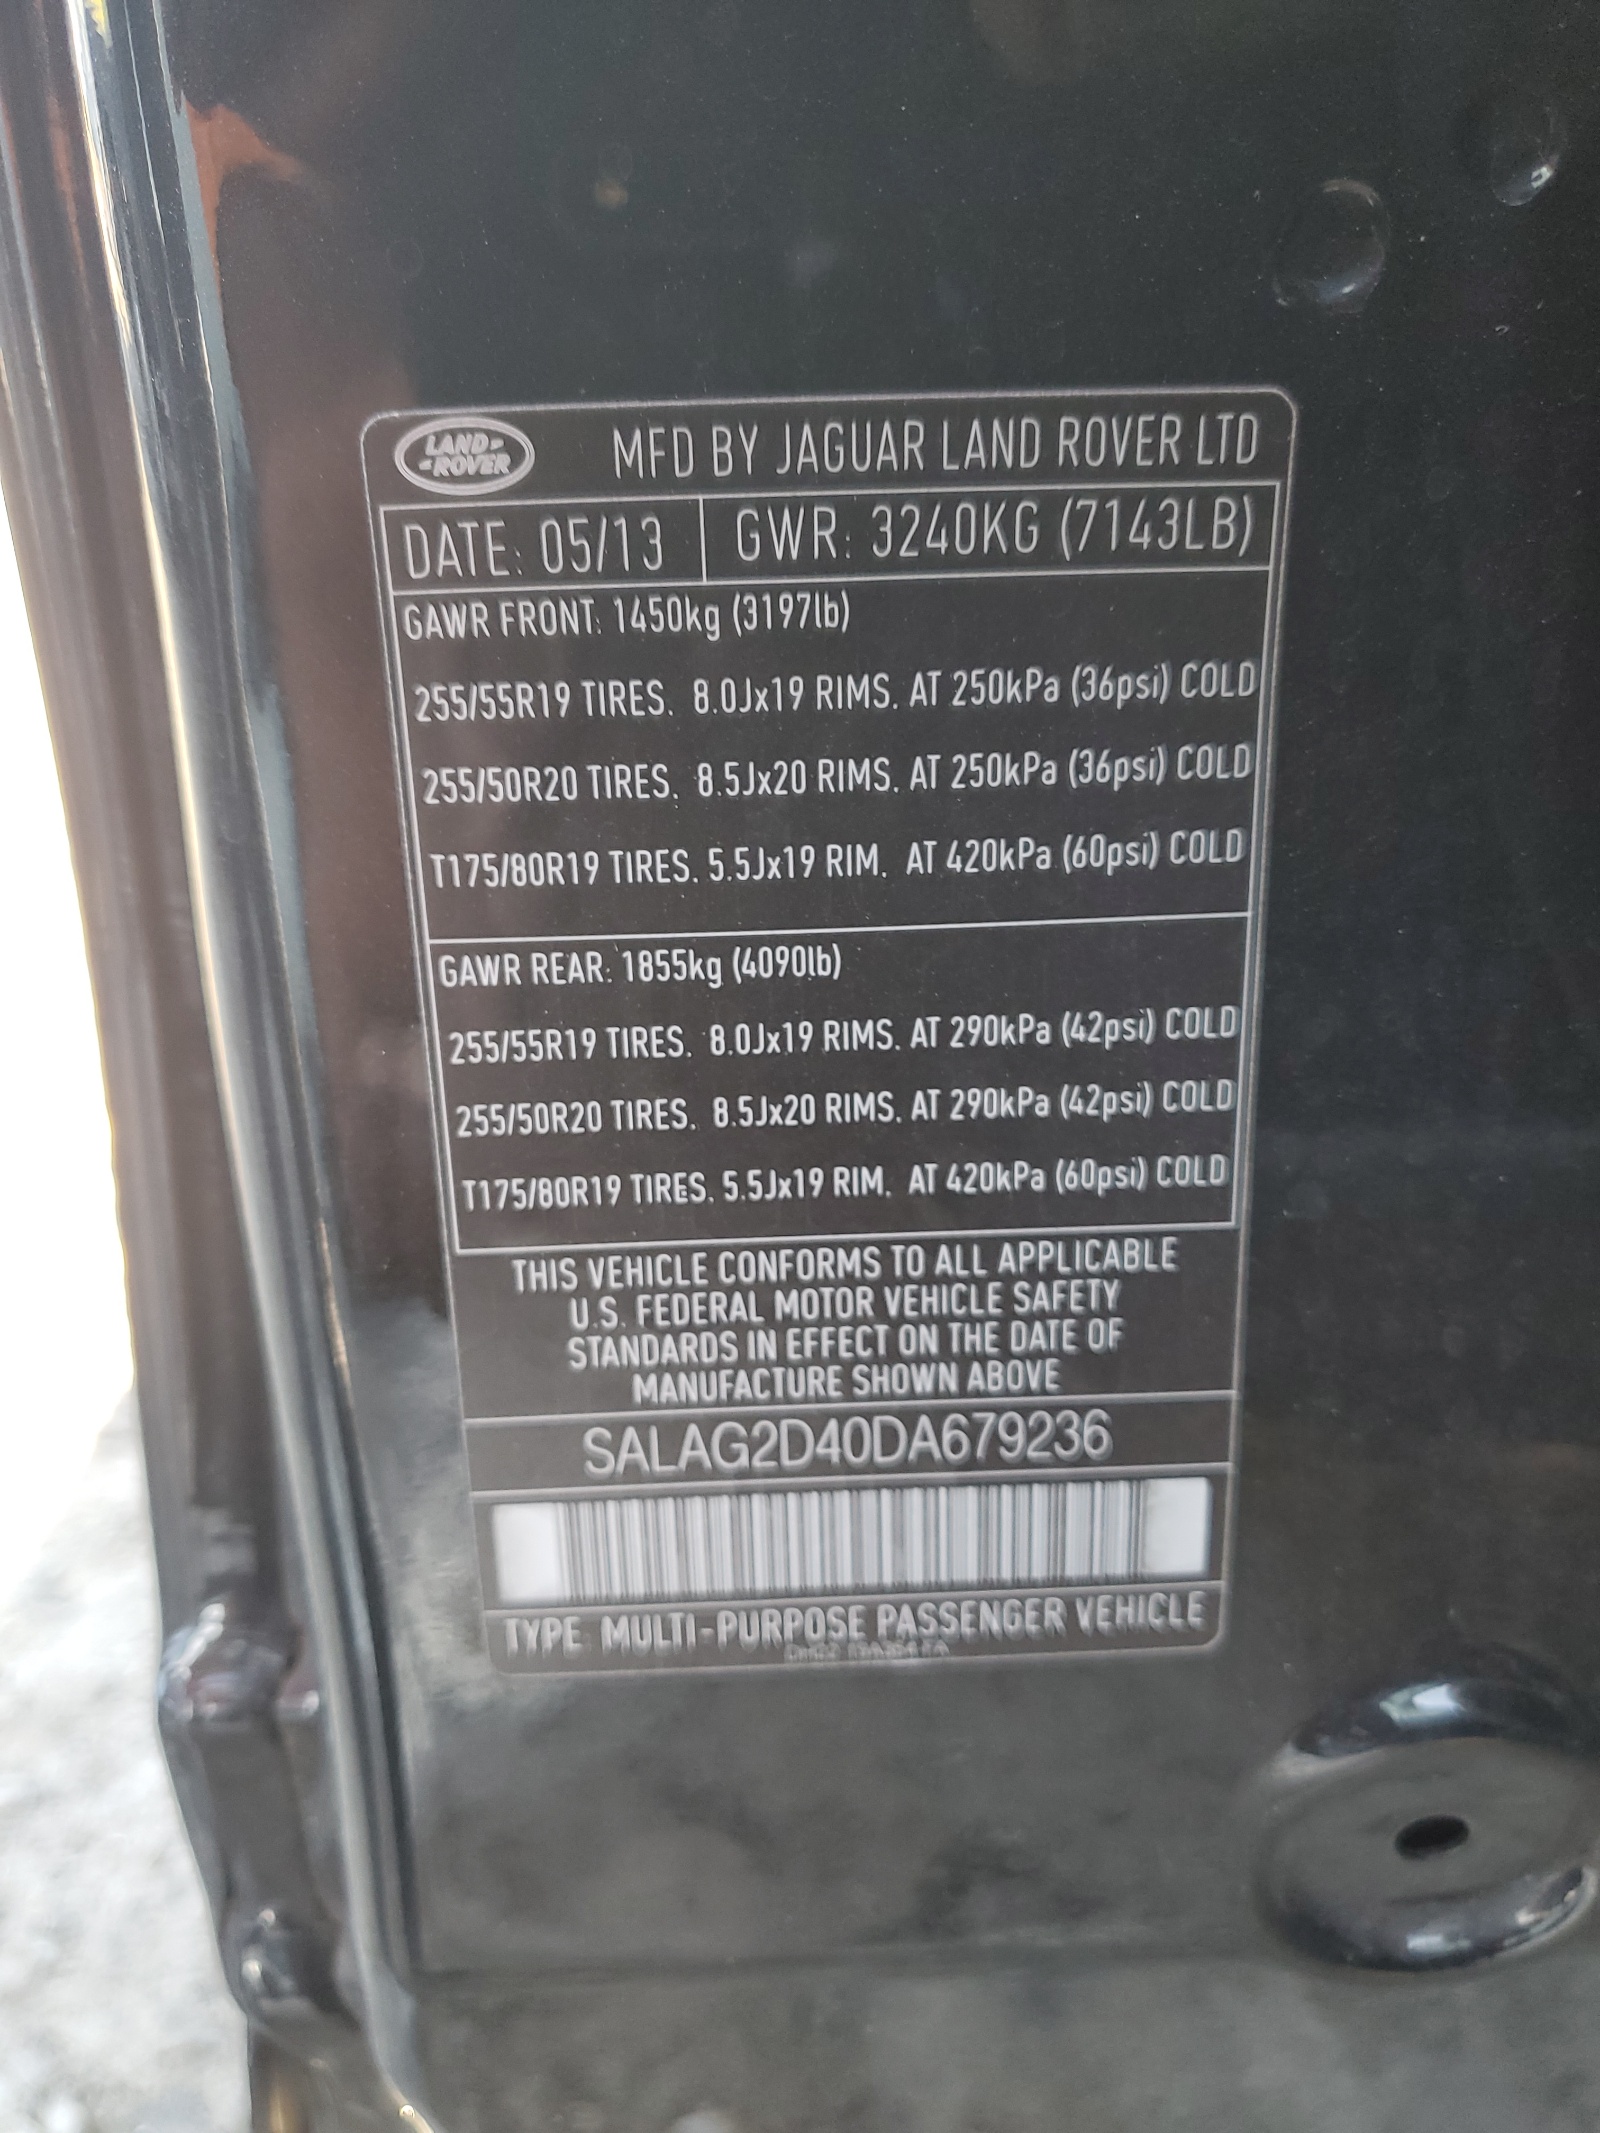 LAND-
-ROVER
MFD BY JAGUAR LAND ROVER LTD
DATE: 05/13 GWR: 3240KG (7143LB)
GAWR FRONT: 1450kg (3197lb)
255/55R19 TIRES. 8.0Jx19 RIMS. AT 250kPa (36psi) COLD
255/50R20 TIRES. 8.5Jx20 RIMS. AT 250kPa (36psi) COLD
T175/80R19 TIRES. 5.5Jx19 RIM. AT 420kPa (60psi) COLD
GAWR REAR: 1855kg (4090lb)
255/55R19 TIRES. 8.0Jx19 RIMS. AT 290kPa (42psi) COLD
255/50R20 TIRES. 8.5Jx20 RIMS. AT 290kPa (42psi) COLD
T175/80R19 TIRES. 5.5Jx19 RIM. AT 420kPa (60psi) COLD
THIS VEHICLE CONFORMS TO ALL APPLICABLE
U.S. FEDERAL MOTOR VEHICLE SAFETY
STANDARDS IN EFFECT ON THE DATE OF
MANUFACTURE SHOWN ABOVE
SALAG2D40DA679236
TYPE: MULTI-PURPOSE PASSENGER VEHICLE